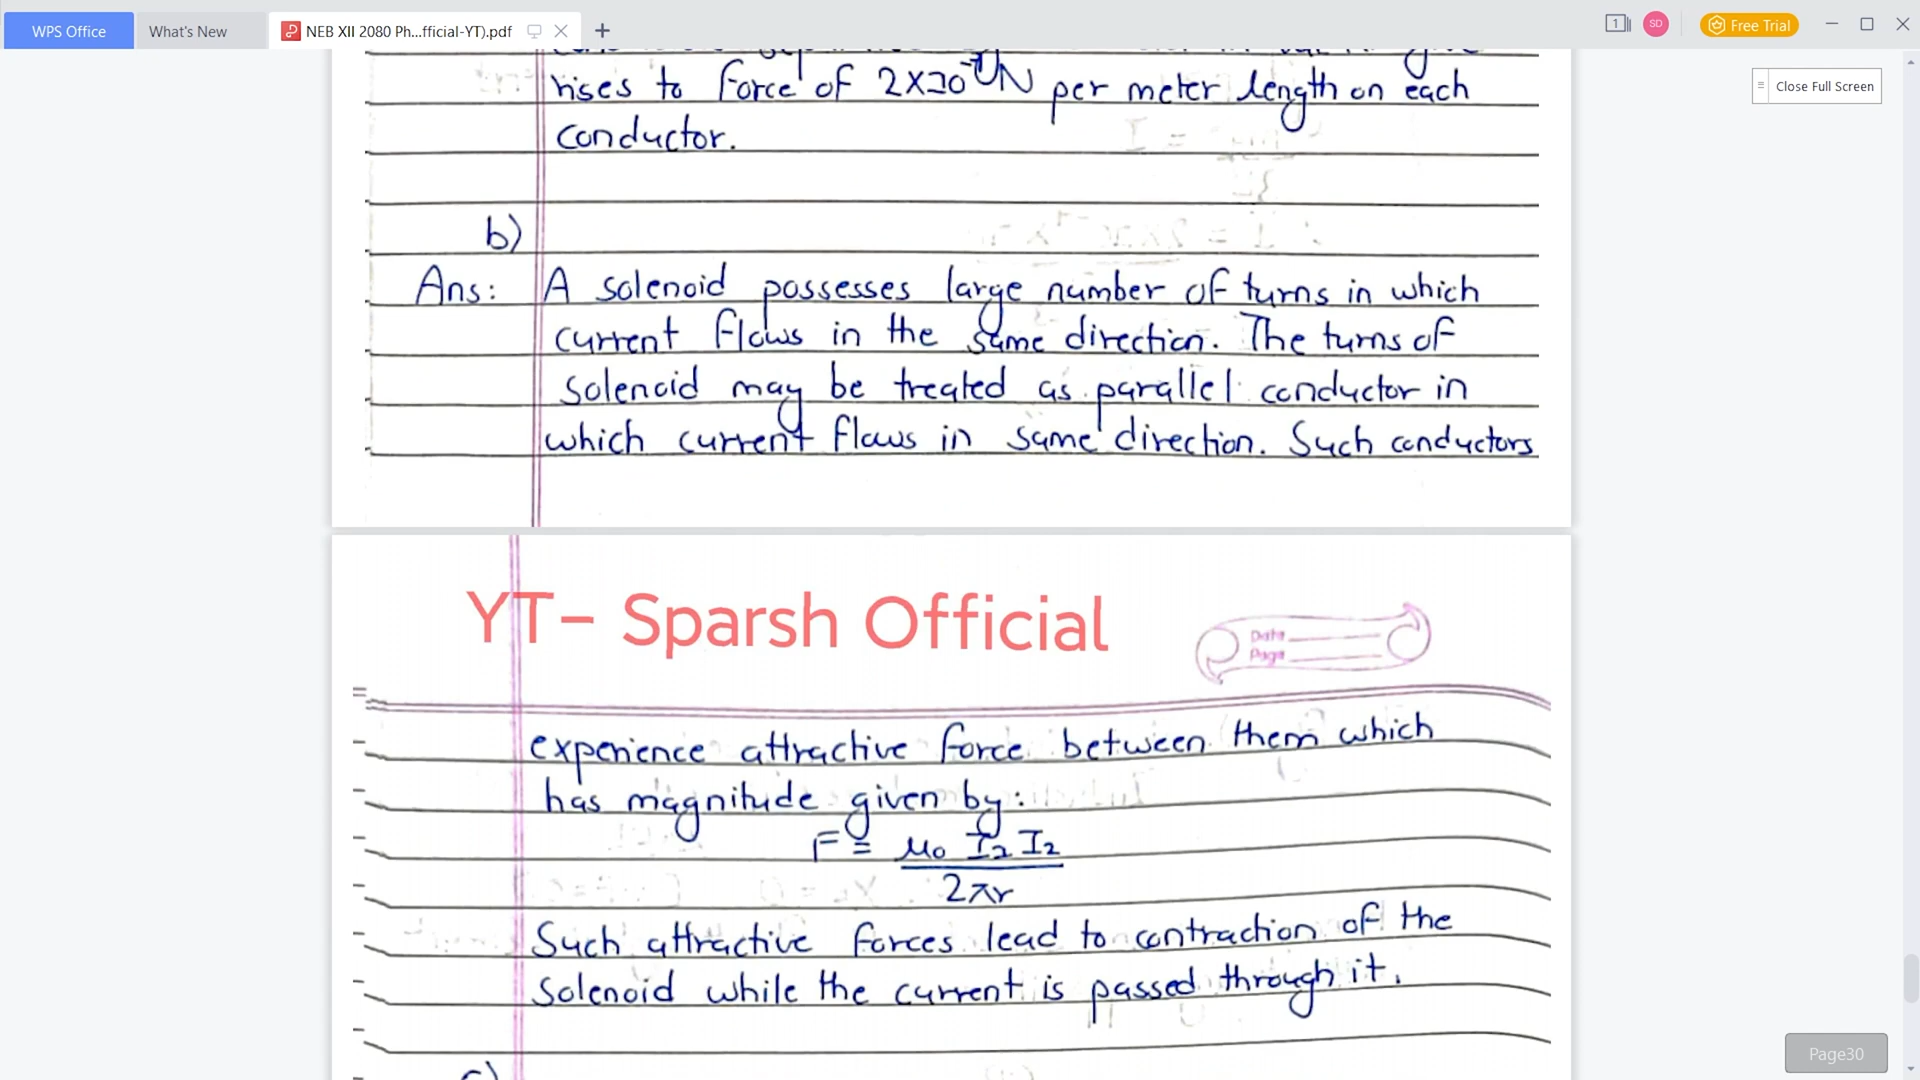 WPS Office
What's New
NEB XII 2080 Ph...fficial-YT).pdf
1
SD
Free Trial
Close Full Screen
rises to force of 2X10⁻⁷N per meter length on each
conductor.
b)
Ans: A solenoid possesses large number of turns in which
current flows in the same direction. The turns of
solenoid may be treated as parallel conductor in
which current flows in same direction. Such conductors
YT- Sparsh Official
Date
Page
experience attractive force between them which
has magnitude given by:
F = μ₀ I₁ I₂
2πr
Such attractive forces lead to contraction of the
solenoid while the current is passed through it.
c)
Page30